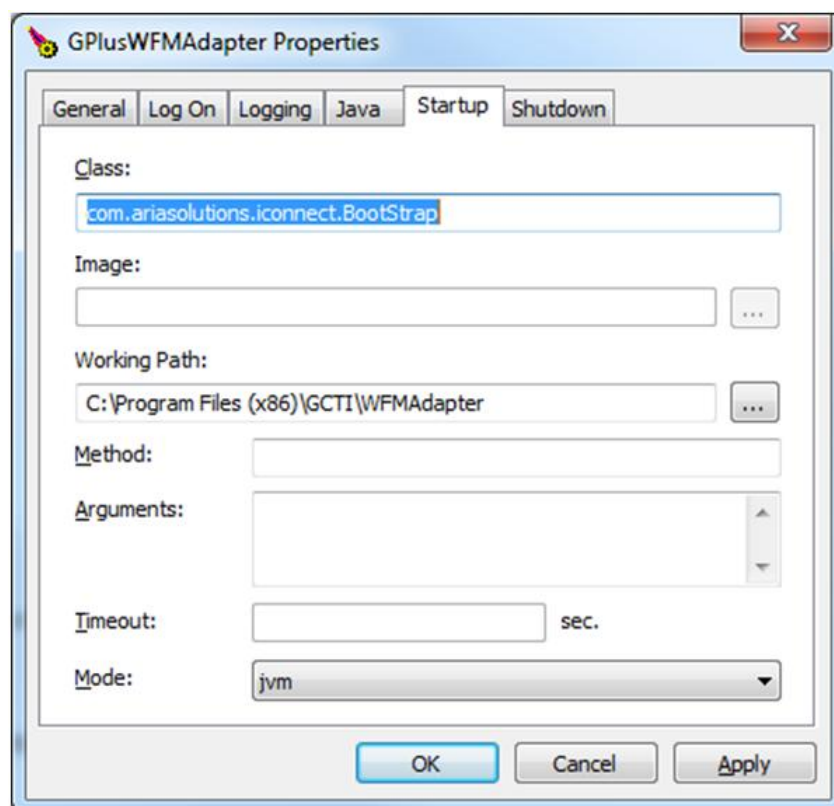 GPlusWFMAdapter Properties
General Log On Logging Java Startup Shutdown
Class:
com.ariasolutions.iconnect.BootStrap
Image:
...
Working Path:
C:\Program Files (x86)\GCTI\WFMAdapter ...
Method:
Arguments:
Timeout: sec.
Mode: jvm
OK Cancel Apply